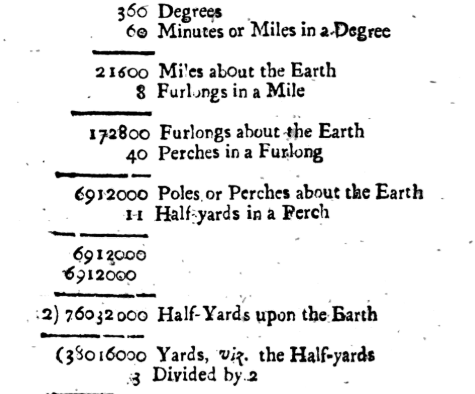 360 Degrees
60 Minutes or Miles in a Degree
21600 Miles about the Earth
8 Furlongs in a Mile
172800 Furlongs about the Earth
40 Perches in a Furlong
6912000 Poles or Perches about the Earth
11 Half-yards in a Perch
6912000
6912000
2) 76032000 Half-Yards upon the Earth
(38016000 Yards, viz. the Half-yards
3 Divided by 2